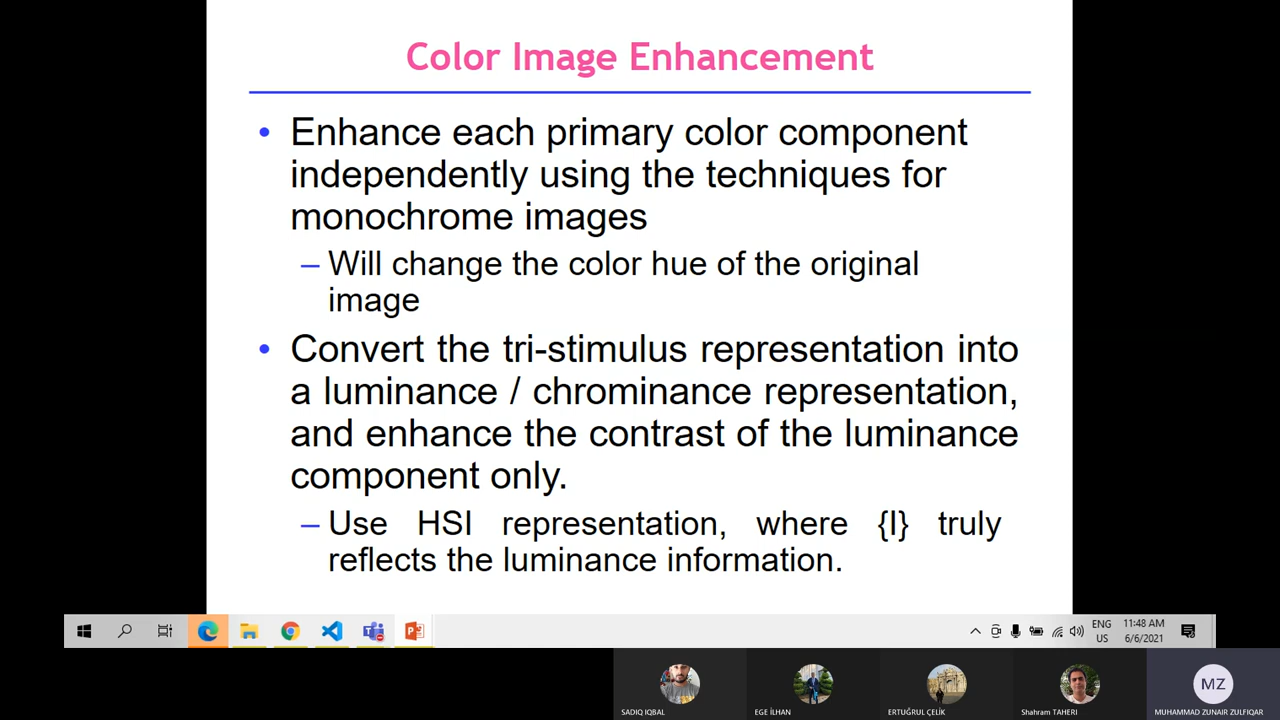 Color Image Enhancement
• Enhance each primary color component
independently using the techniques for
monochrome images
– Will change the color hue of the original
image
• Convert the tri-stimulus representation into
a luminance / chrominance representation,
and enhance the contrast of the luminance
component only.
– Use HSI representation, where {I} truly
reflects the luminance information.
ENG
US
11:48 AM
6/6/2021
MZ
SADIQ IQBAL
EGE İLHAN
ERTUĞRUL ÇELİK
Shahram TAHERI
MUHAMMAD ZUNAIR ZULFIQAR